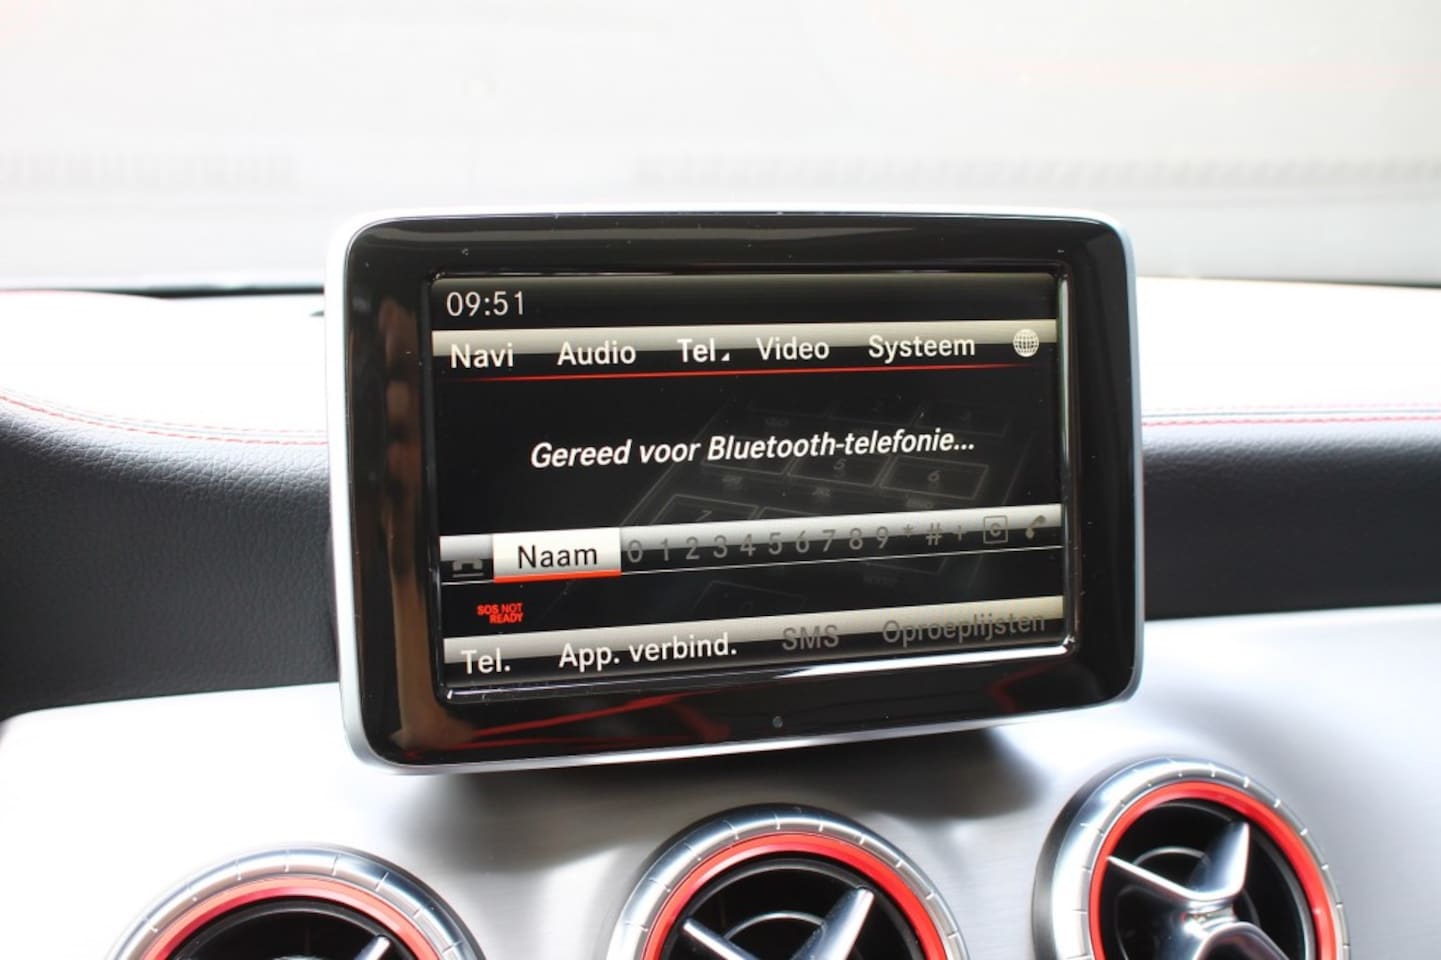 09:51
Navi Audio Tel. Video Systeem
Gereed voor Bluetooth-telefonie...
Naam 0 1 2 3 4 5 6 7 8 9 * # + C
SOS NOT
READY
Tel. App. verbind. SMS Oproeplijsten